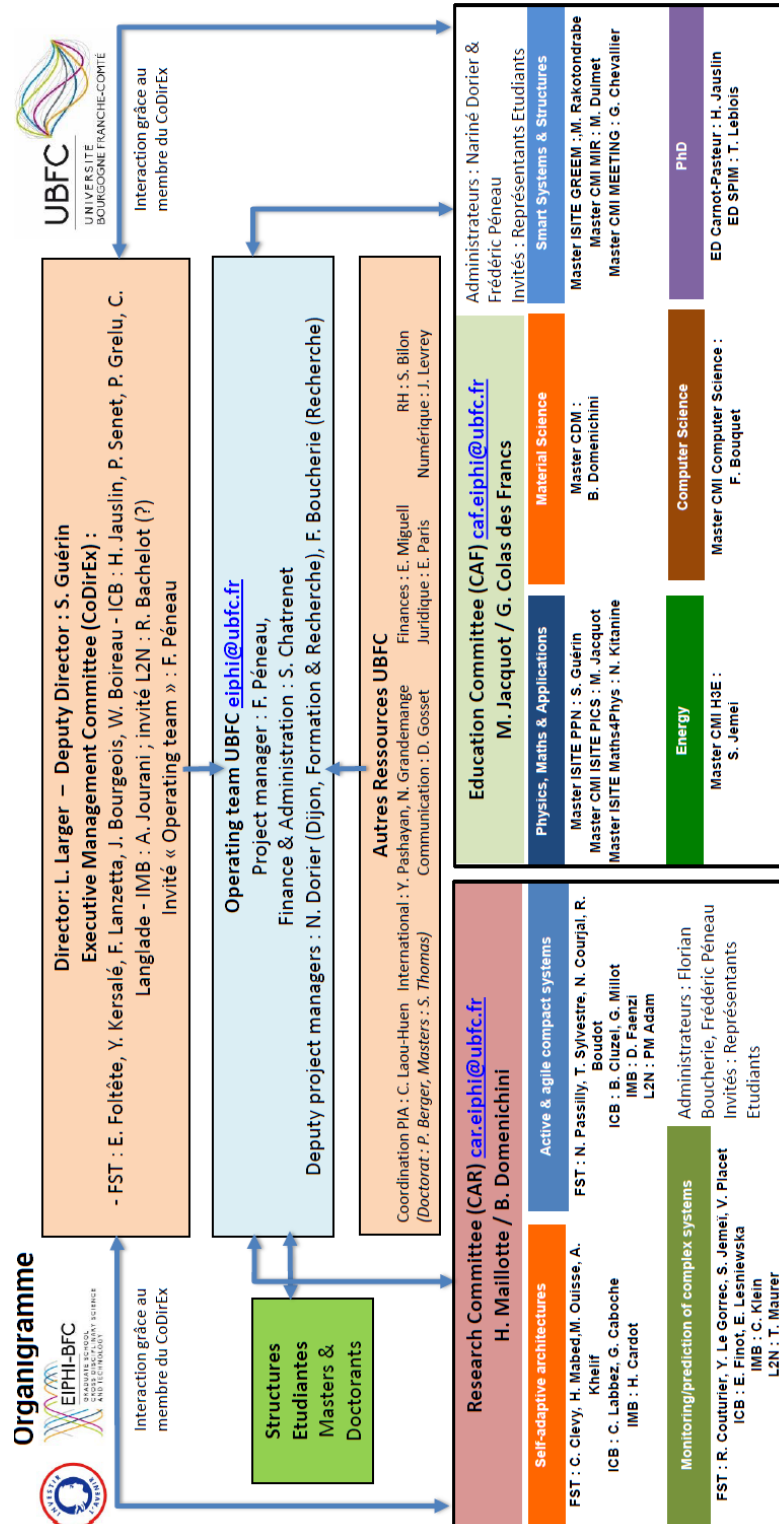 Organigramme
INVESTIR
L'AVENIR
EIPHI-BFC
GRADUATE SCHOOL
CROSS DISCIPLINARY SCIENCE
AND TECHNOLOGY
UBFC
UNIVERSITÉ
BOURGOGNE FRANCHE-COMTÉ
Interaction grâce au
membre du CoDirEx
Director: L. Larger – Deputy Director : S. Guérin
Executive Management Committee (CoDirEx) :
- FST : E. Foltête, Y. Kersalé, F. Lanzetta, J. Bourgeois, W. Boireau - ICB : H. Jauslin, P. Senet, P. Grelu, C.
Langlade - IMB : A. Jourani ; invité L2N : R. Bachelot (?)
Invité « Operating team » : F. Péneau
Interaction grâce au
membre du CoDirEx
Structures
Etudiantes
Masters &
Doctorants
Operating team UBFC eiphi@ubfc.fr
Project manager : F. Péneau,
Finance & Administration : S. Chatrenet
Deputy project managers : N. Dorier (Dijon, Formation & Recherche), F. Boucherie (Recherche)
Autres Ressources UBFC
Coordination PIA : C. Laou-Huen International : Y. Pashayan, N. Grandemange Finances : E. Miguell RH : S. Bilon
(Doctorat : P. Berger, Masters : S. Thomas) Communication : D. Gosset Juridique : E. Paris Numérique : J. Levrey
Research Committee (CAR) car.eiphi@ubfc.fr
H. Maillotte / B. Domenichini
Self-adaptive architectures
FST : C. Clevy, H. Mabed,M. Ouisse, A.
Khelif
ICB : C. Labbez, G. Caboche
IMB : H. Cardot
Active & agile compact systems
FST : N. Passilly, T. Sylvestre, N. Courjal, R.
Boudot
ICB : B. Cluzel, G. Millot
IMB : D. Faenzi
L2N : PM Adam
Monitoring/prediction of complex systems
FST : R. Couturier, Y. Le Gorrec, S. Jemeï, V. Placet
ICB : E. Finot, E. Lesniewska
IMB : C. Klein
L2N : T. Maurer
Administrateurs : Florian
Boucherie, Frédéric Péneau
Invités : Représentants
Etudiants
Education Committee (CAF) caf.eiphi@ubfc.fr
M. Jacquot / G. Colas des Francs
Administrateurs : Nariné Dorier &
Frédéric Péneau
Invités : Représentants Etudiants
Physics, Maths & Applications
Master ISITE PPN : S. Guérin
Master CMI ISITE PICS : M. Jacquot
Master ISITE Maths4Phys : N. Kitanine
Material Science
Master CDM :
B. Domenichini
Smart Systems & Structures
Master ISITE GREEM :.M. Rakotondrabe
Master CMI MIR : M. Dulmet
Master CMI MEETING : G. Chevallier
Energy
Master CMI H3E :
S. Jemeï
Computer Science
Master CMI Computer Science :
F. Bouquet
PhD
ED Carnot-Pasteur : H. Jauslin
ED SPIM : T. Leblois